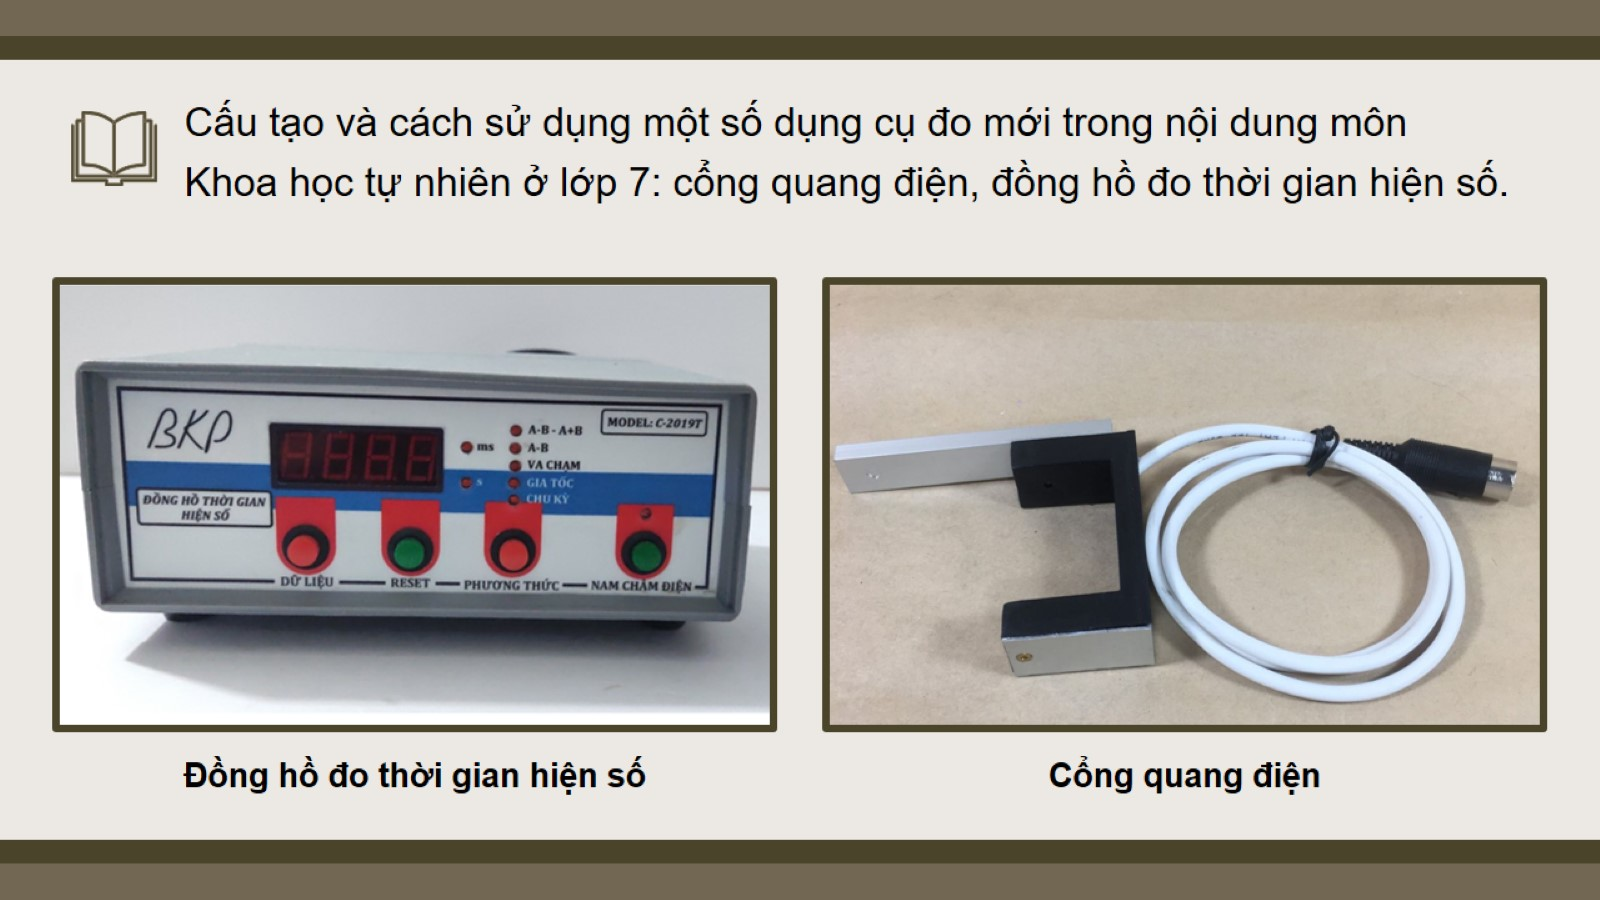 Cấu tạo và cách sử dụng một số dụng cụ đo mới trong nội dung môn
Khoa học tự nhiên ở lớp 7: cổng quang điện, đồng hồ đo thời gian hiện số.
BKP
MODEL: C-2019T
A-B - A+B
ms
A-B
VA CHẠM
s
GIA TỐC
CHU KỲ
ĐỒNG HỒ THỜI GIAN
HIỆN SỐ
DỮ LIỆU
RESET
PHƯƠNG THỨC
NAM CHÂM ĐIỆN
Đồng hồ đo thời gian hiện số
Cổng quang điện